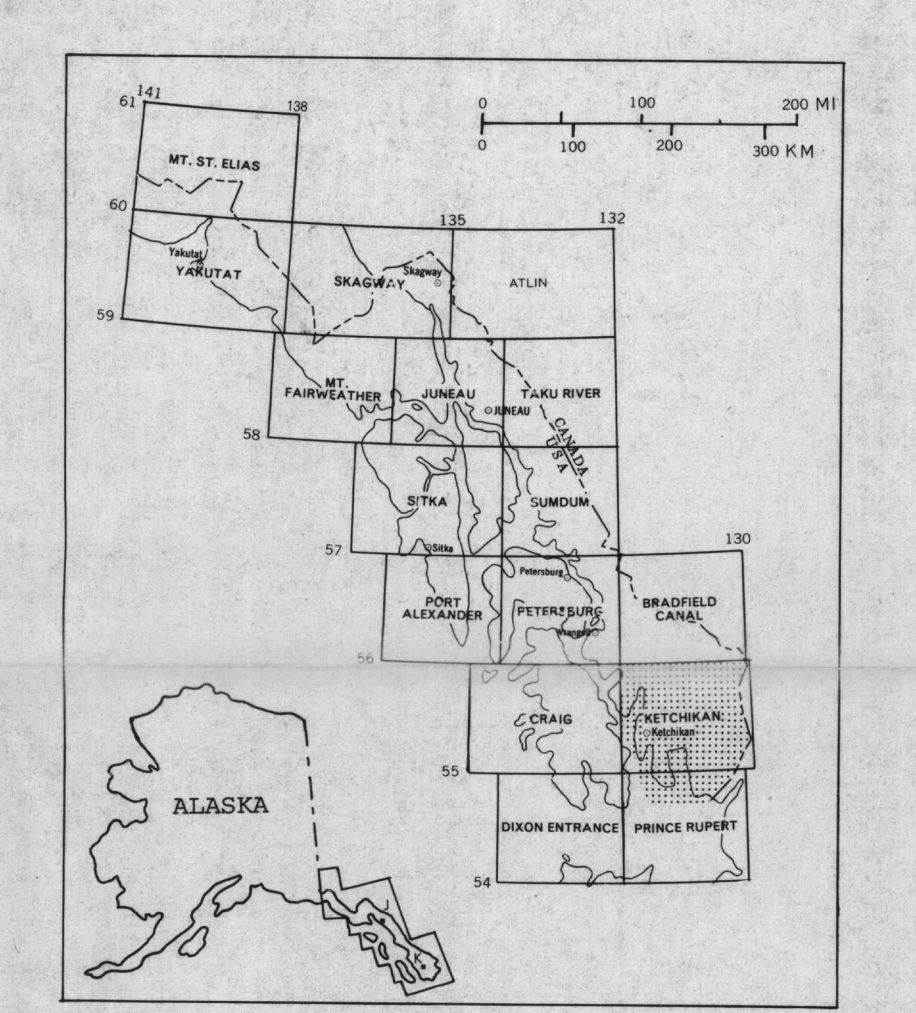 0 100 200 MI
0 100 200 300 KM
141
61
138
MT. ST. ELIAS
60
135
132
Yakutat
YAKUTAT
SKAGWAY
Skagway
ATLIN
59
MT.
FAIRWEATHER
JUNEAU
JUNEAU
TAKU RIVER
58
CANADA
USA
SITKA
SUMDUM
57
Sitka
130
Petersburg
PORT
ALEXANDER
PETERSBURG
Wrangell
BRADFIELD
CANAL
56
CRAIG
KETCHIKAN
Ketchikan
55
ALASKA
DIXON ENTRANCE
PRINCE RUPERT
54
J
K